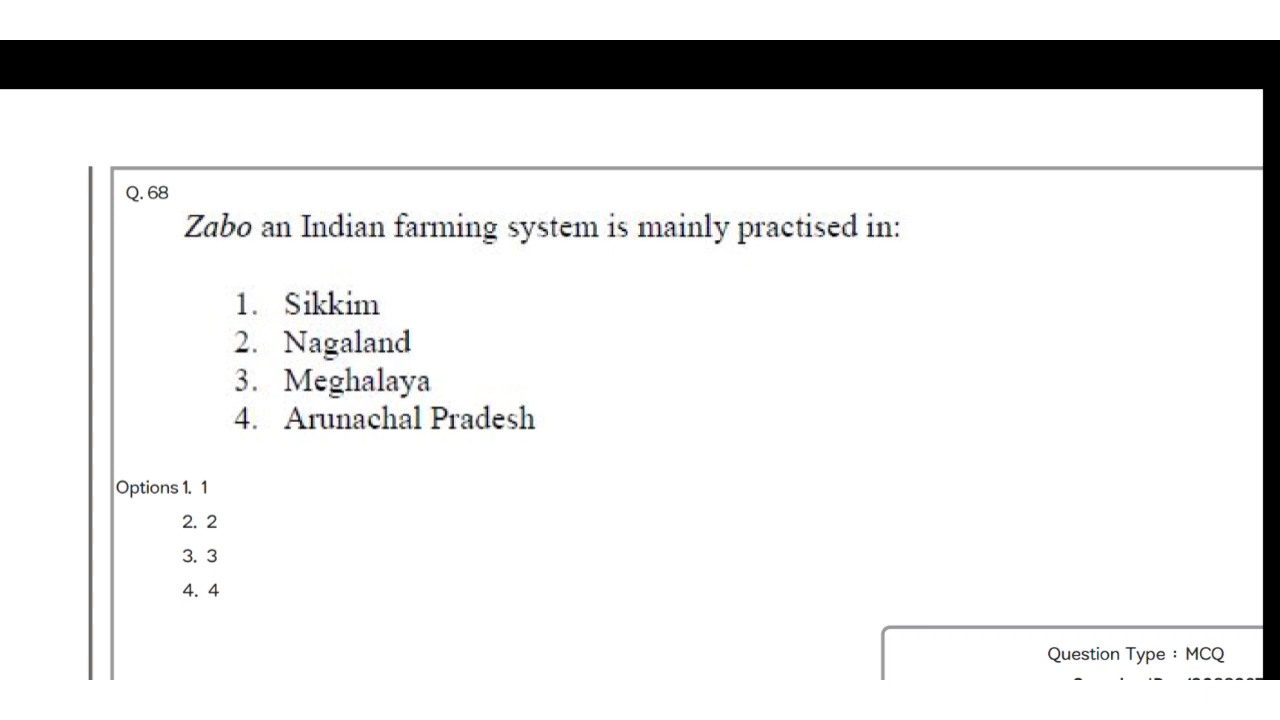 Q. 68
Zabo an Indian farming system is mainly practised in:
1. Sikkim
2. Nagaland
3. Meghalaya
4. Arunachal Pradesh
Options 1. 1
2. 2
3. 3
4. 4
Question Type : MCQ